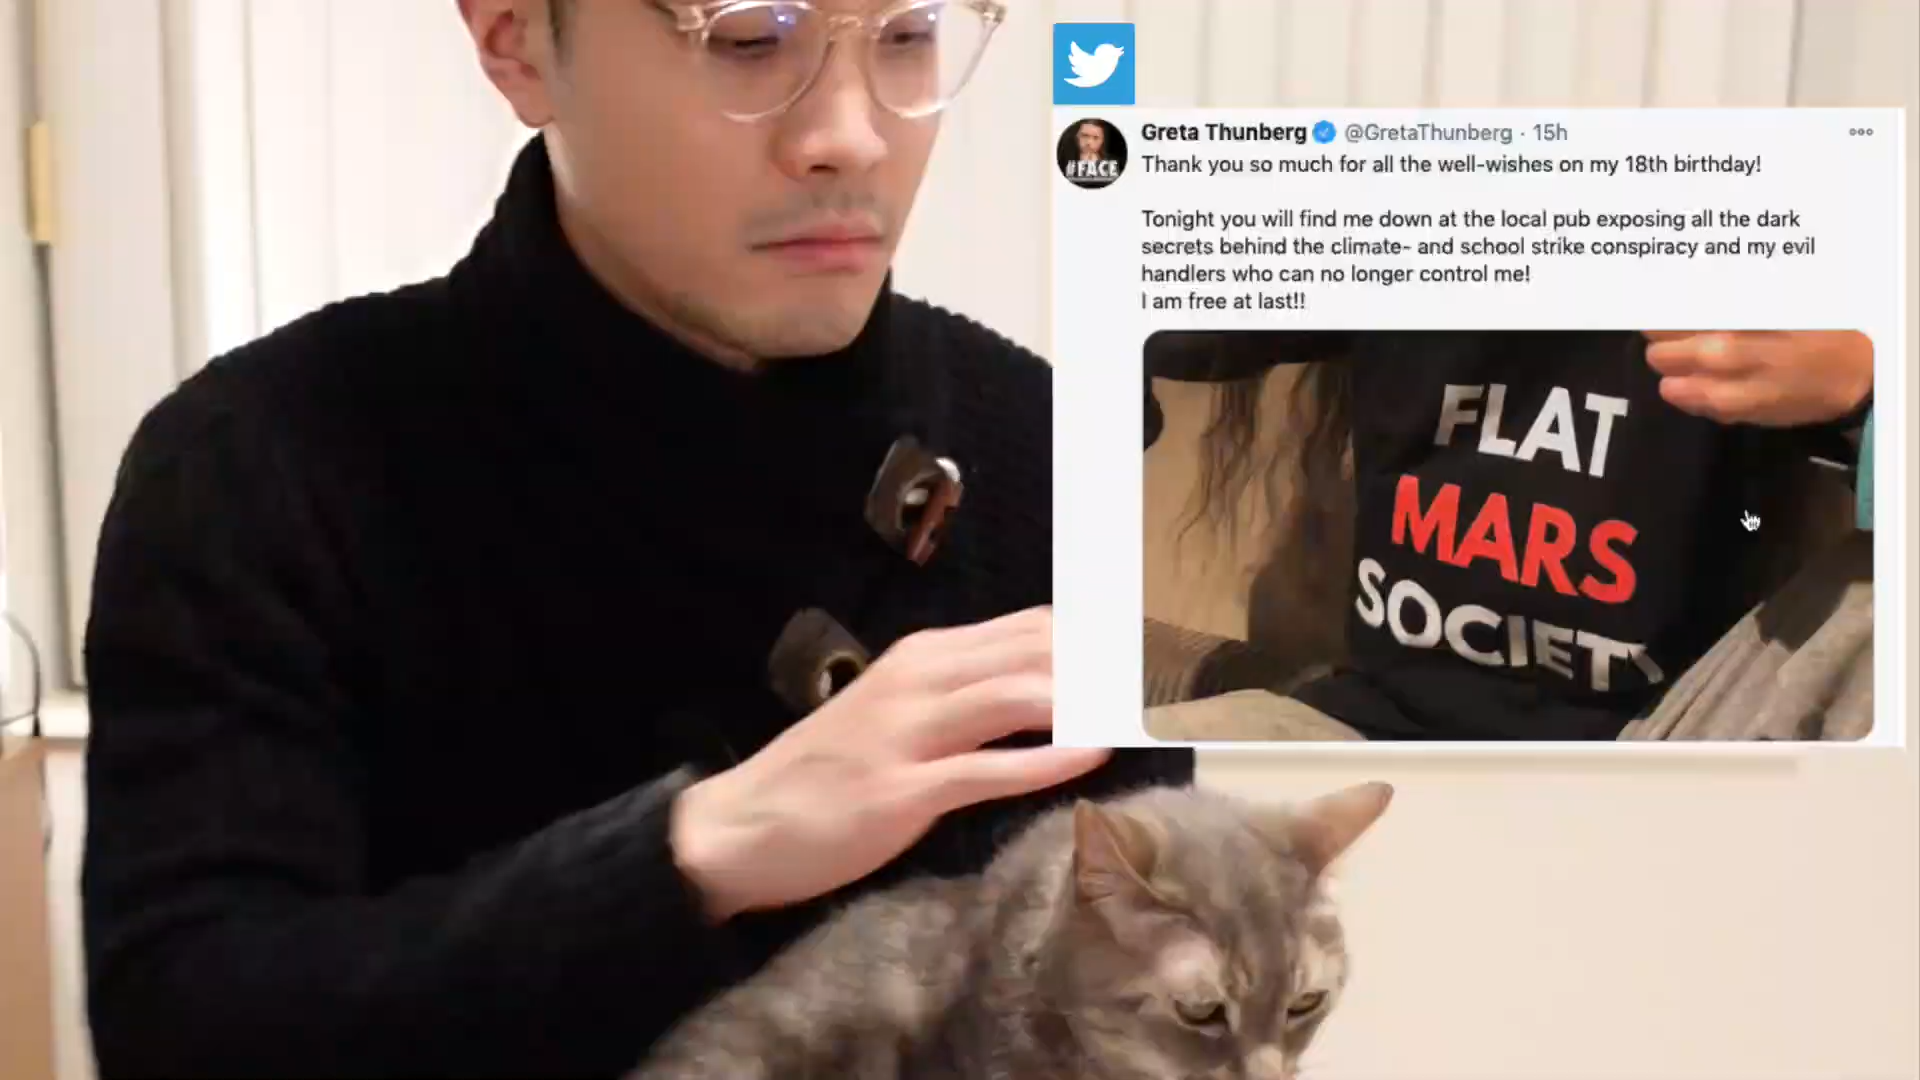 Greta Thunberg @GretaThunberg · 15h
Thank you so much for all the well-wishes on my 18th birthday!
Tonight you will find me down at the local pub exposing all the dark
secrets behind the climate- and school strike conspiracy and my evil
handlers who can no longer control me!
I am free at last!!
#FACE
FLAT
MARS
SOCIETY